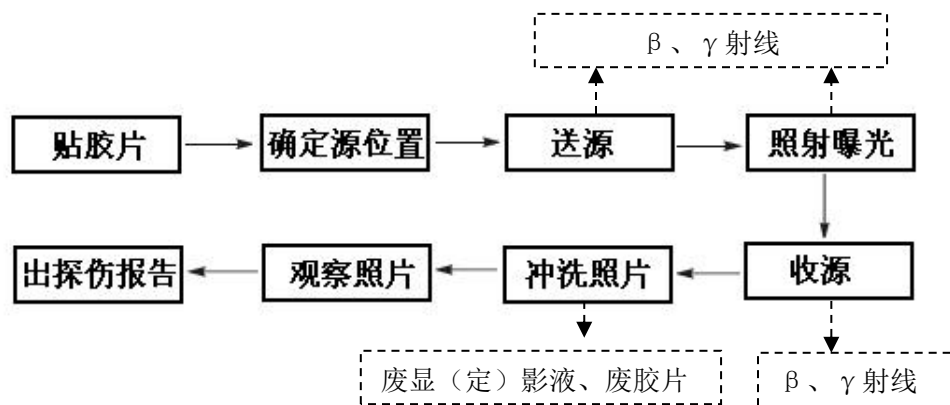 β、γ射线
贴胶片
确定源位置
送源
照射曝光
出探伤报告
观察照片
冲洗照片
收源
废显（定）影液、废胶片
β、γ射线